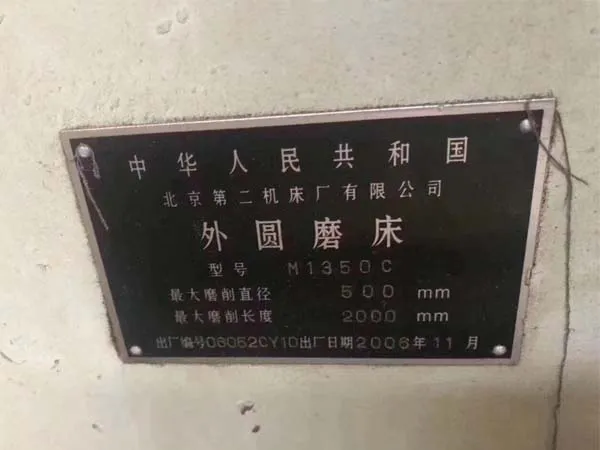 中华人民共和国
北京第二机床厂有限公司
外圆磨床
型号 M1350C
最大磨削直径 500 mm
最大磨削长度 2000 mm
出厂编号06052CY10出厂日期2006年11月